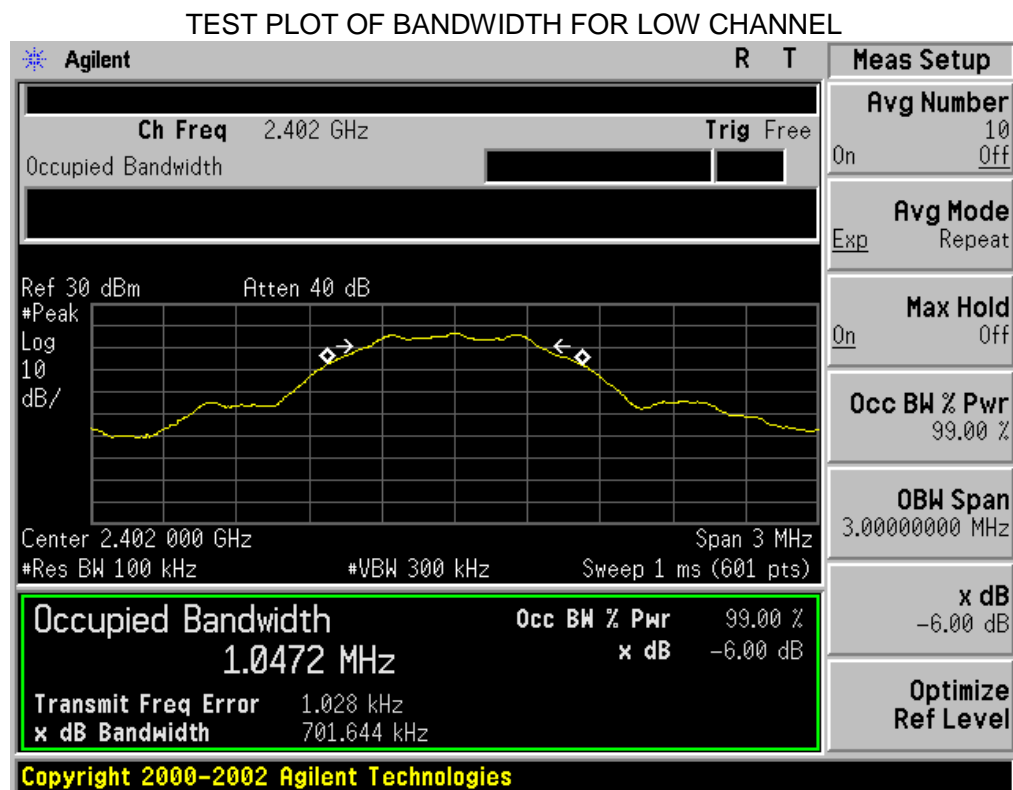 TEST PLOT OF BANDWIDTH FOR LOW CHANNEL
Agilent R T
Ch Freq 2.402 GHz Trig Free
Occupied Bandwidth
Ref 30 dBm Atten 40 dB
#Peak
Log
10
dB/
Center 2.402 000 GHz Span 3 MHz
#Res BW 100 kHz #VBW 300 kHz Sweep 1 ms (601 pts)
Occupied Bandwidth Occ BW % Pwr 99.00 %
1.0472 MHz x dB -6.00 dB
Transmit Freq Error 1.028 kHz
x dB Bandwidth 701.644 kHz
Copyright 2000-2002 Agilent Technologies
Meas Setup
Avg Number
10
On Off
Avg Mode
Exp Repeat
Max Hold
On Off
Occ BW % Pwr
99.00 %
OBW Span
3.00000000 MHz
x dB
-6.00 dB
Optimize
Ref Level